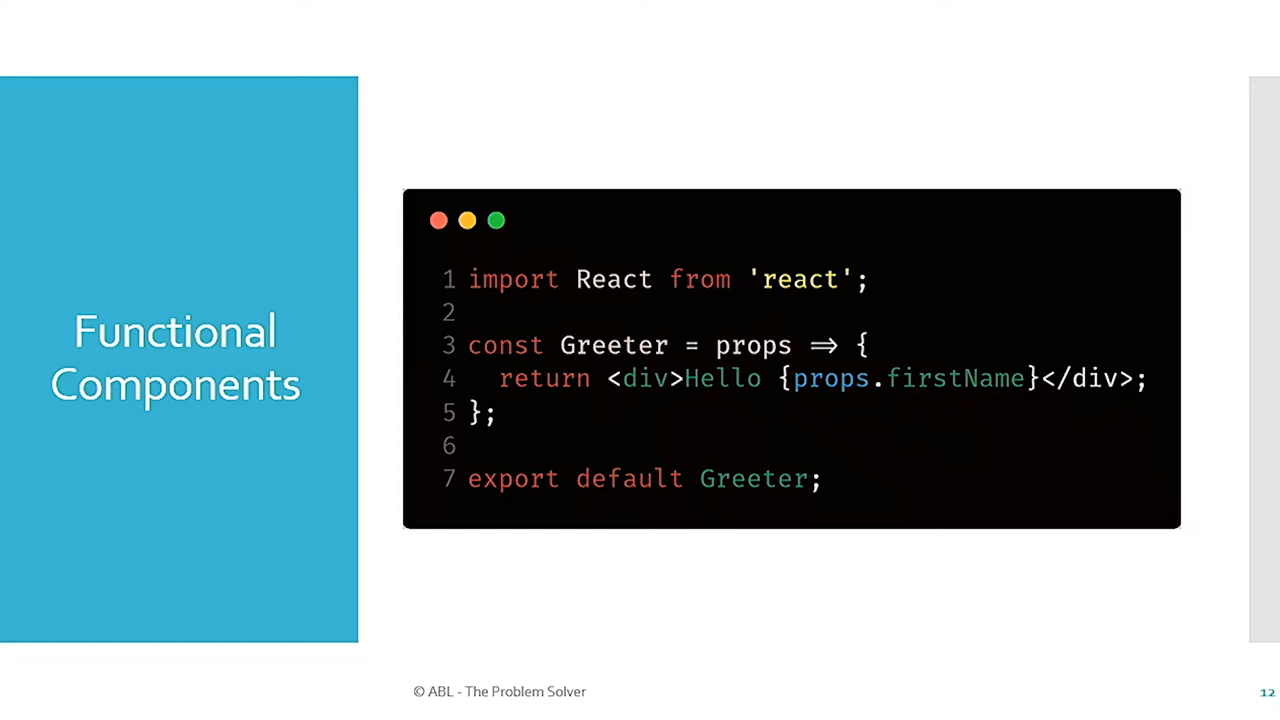 Functional
Components
1 import React from 'react';
2
3 const Greeter = props => {
4   return <div>Hello {props.firstName}</div>;
5 };
6
7 export default Greeter;
© ABL - The Problem Solver
12